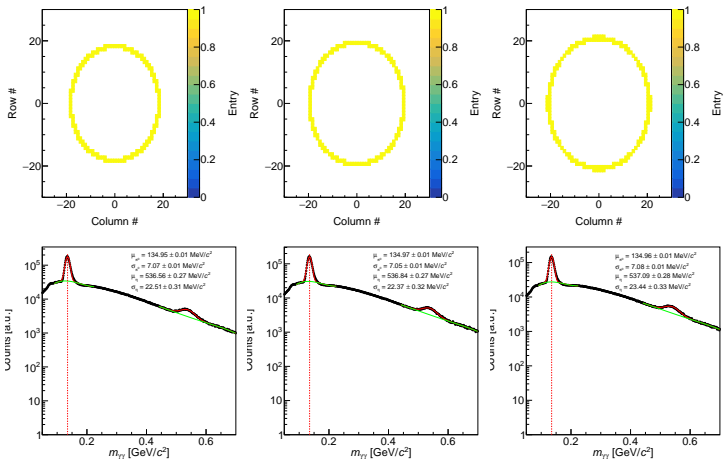 20
0
−20
Row #
−20 0 20
Column #
1
0.8
0.6
0.4
0.2
0
Entry
20
0
−20
Row #
−20 0 20
Column #
1
0.8
0.6
0.4
0.2
0
Entry
20
0
−20
Row #
−20 0 20
Column #
1
0.8
0.6
0.4
0.2
0
Entry
10⁵
10⁴
10³
10²
10
1
Counts [a.u.]
μπ⁰ = 134.95 ± 0.01 MeV/c²
σπ⁰ = 7.07 ± 0.01 MeV/c²
μη = 536.56 ± 0.27 MeV/c²
ση = 22.51 ± 0.31 MeV/c²
0.2 0.4 0.6
mγγ [GeV/c²]
10⁵
10⁴
10³
10²
10
1
Counts [a.u.]
μπ⁰ = 134.97 ± 0.01 MeV/c²
σπ⁰ = 7.05 ± 0.01 MeV/c²
μη = 536.84 ± 0.27 MeV/c²
ση = 22.37 ± 0.32 MeV/c²
0.2 0.4 0.6
mγγ [GeV/c²]
10⁵
10⁴
10³
10²
10
1
Counts [a.u.]
μπ⁰ = 134.96 ± 0.01 MeV/c²
σπ⁰ = 7.08 ± 0.01 MeV/c²
μη = 537.09 ± 0.28 MeV/c²
ση = 23.44 ± 0.33 MeV/c²
0.2 0.4 0.6
mγγ [GeV/c²]